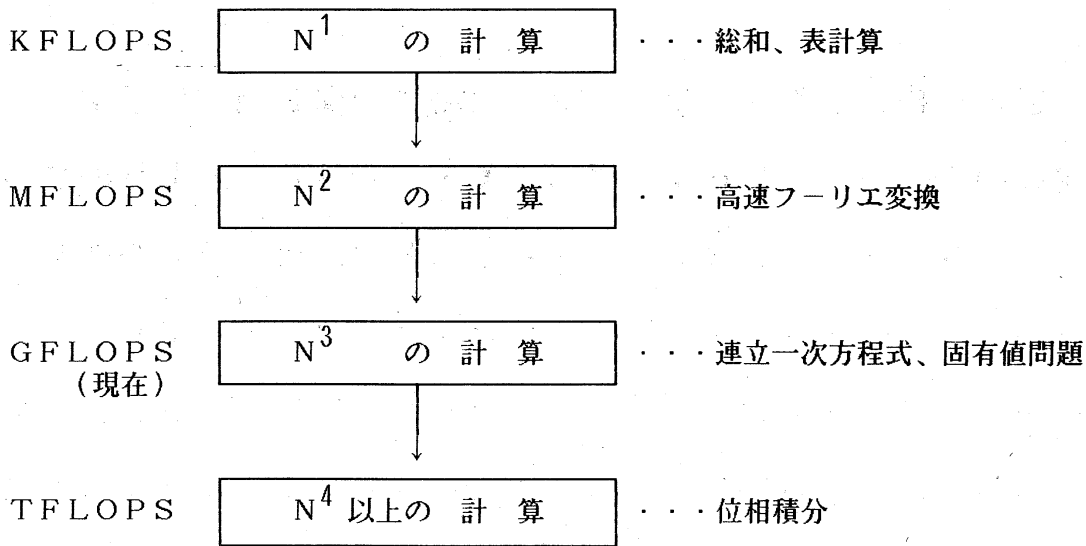 KFLOPS N¹ の 計 算 ・・・総和、表計算
MFLOPS N² の 計 算 ・・・高速フーリエ変換
GFLOPS N³ の 計 算 ・・・連立一次方程式、固有値問題
(現在)
TFLOPS N⁴ 以上の 計 算 ・・・位相積分